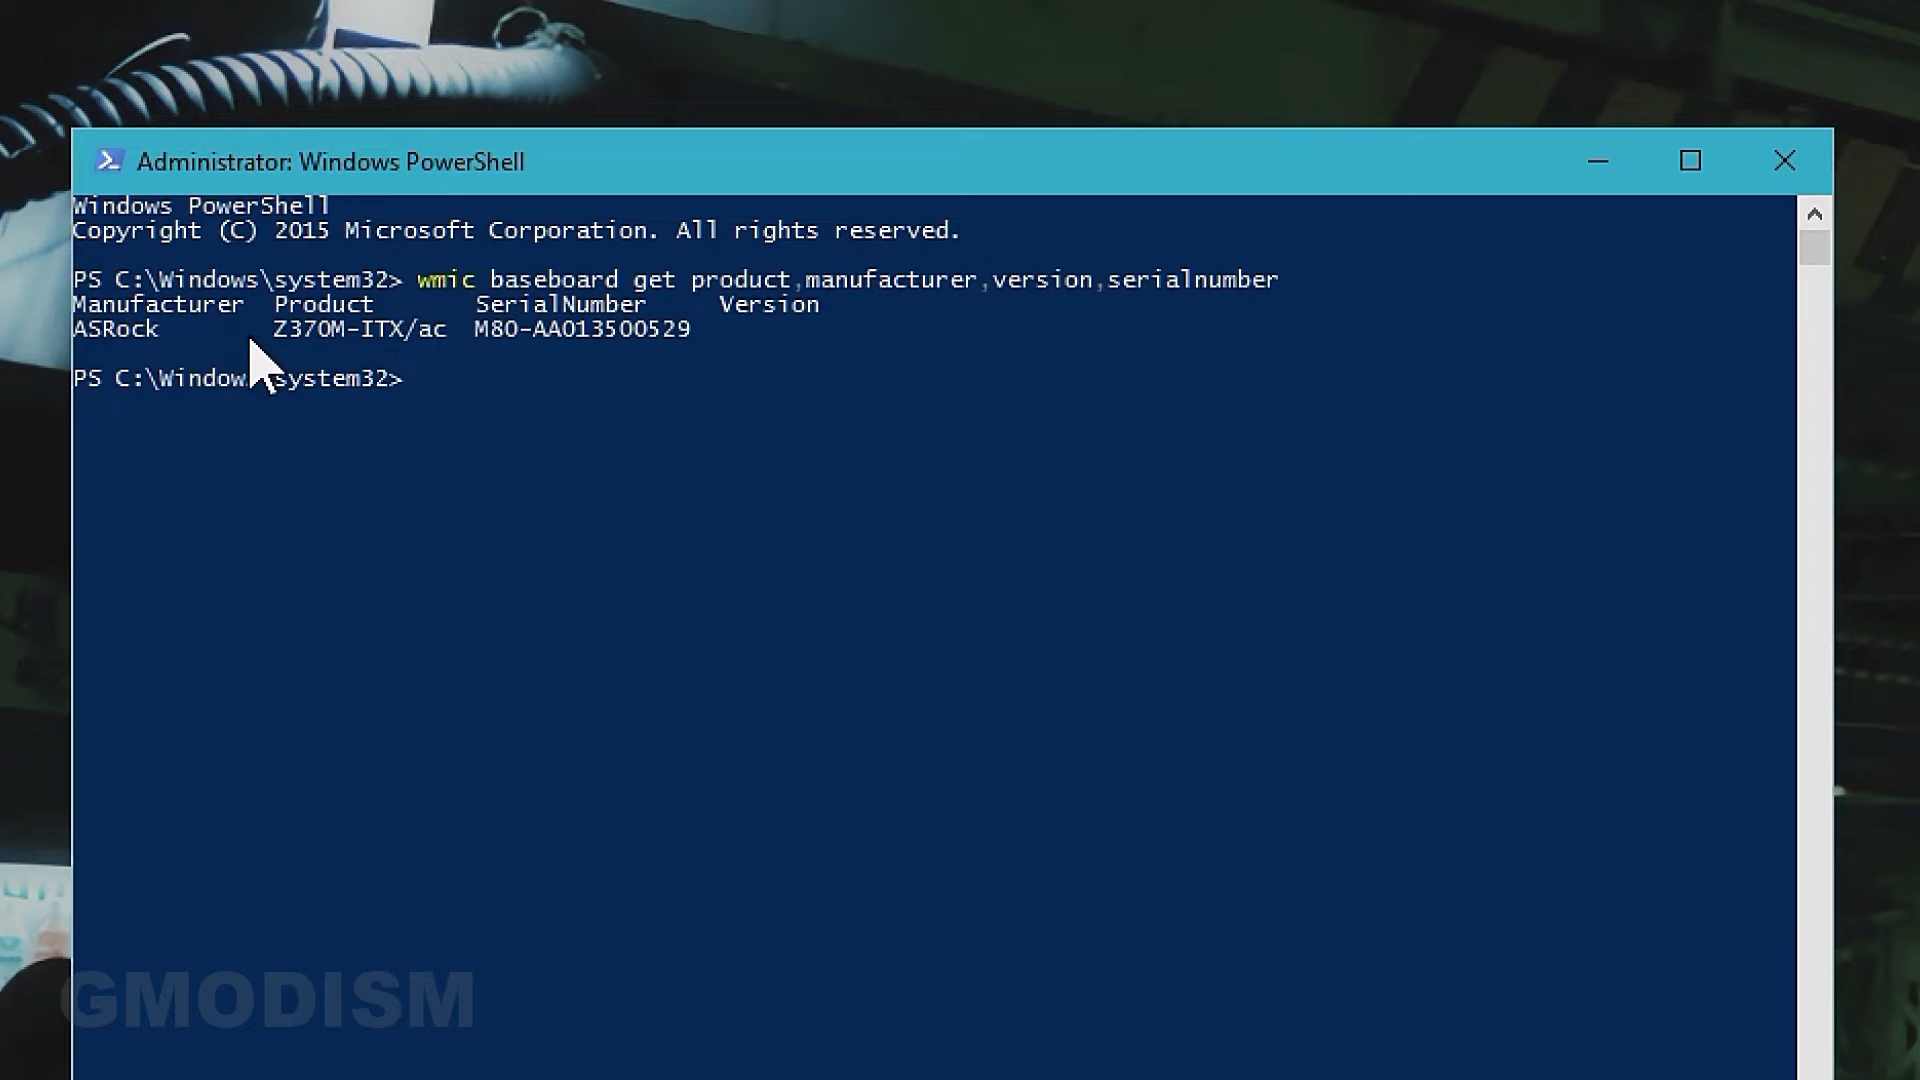 Administrator: Windows PowerShell
Windows PowerShell
Copyright (C) 2015 Microsoft Corporation. All rights reserved.
PS C:\Windows\system32> wmic baseboard get product,manufacturer,version,serialnumber
Manufacturer  Product       SerialNumber     Version
ASRock        Z370M-ITX/ac  M80-AA013500529
PS C:\Windows\system32>
GMODISM